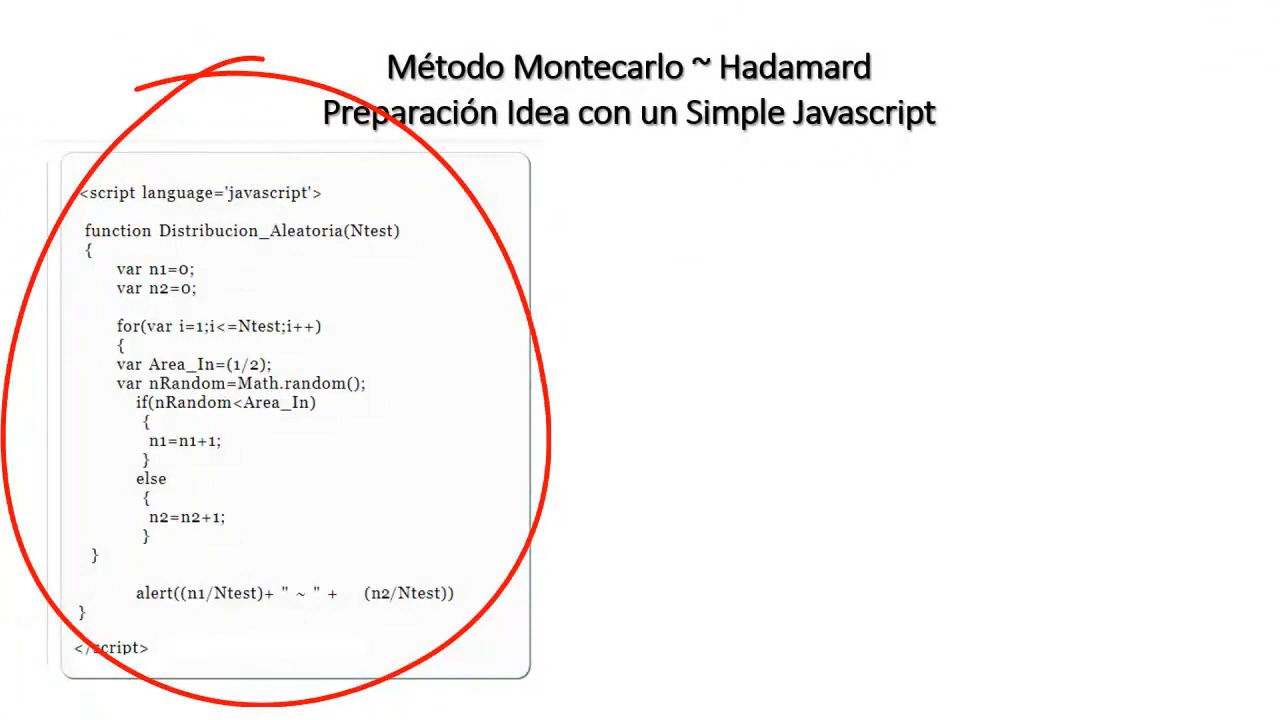 Método Montecarlo ~ Hadamard
Preparación Idea con un Simple Javascript
<script language='javascript'>
function Distribucion_Aleatoria(Ntest)
{
var n1=0;
var n2=0;
for(var i=1;i<=Ntest;i++)
{
var Area_In=(1/2);
var nRandom=Math.random();
if(nRandom<Area_In)
{
n1=n1+1;
}
else
{
n2=n2+1;
}
}
alert((n1/Ntest)+ " ~ " + (n2/Ntest))
}
</script>